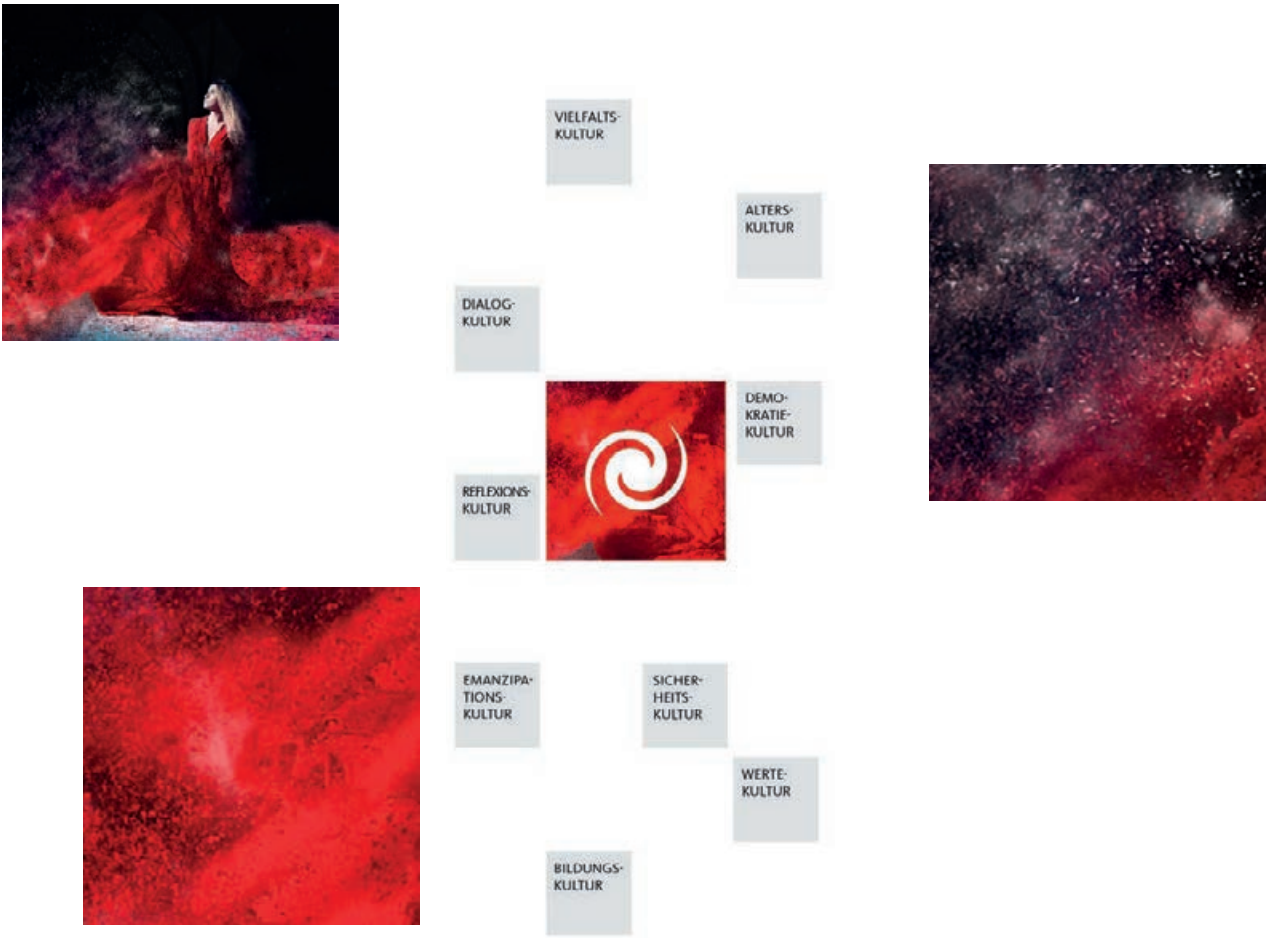 VIELFALTS-
KULTUR
ALTERS-
KULTUR
DIALOG-
KULTUR
DEMO-
KRATIE-
KULTUR
REFLEXIONS-
KULTUR
EMANZIPA-
TIONS-
KULTUR
SICHER-
HEITS-
KULTUR
WERTE-
KULTUR
BILDUNGS-
KULTUR